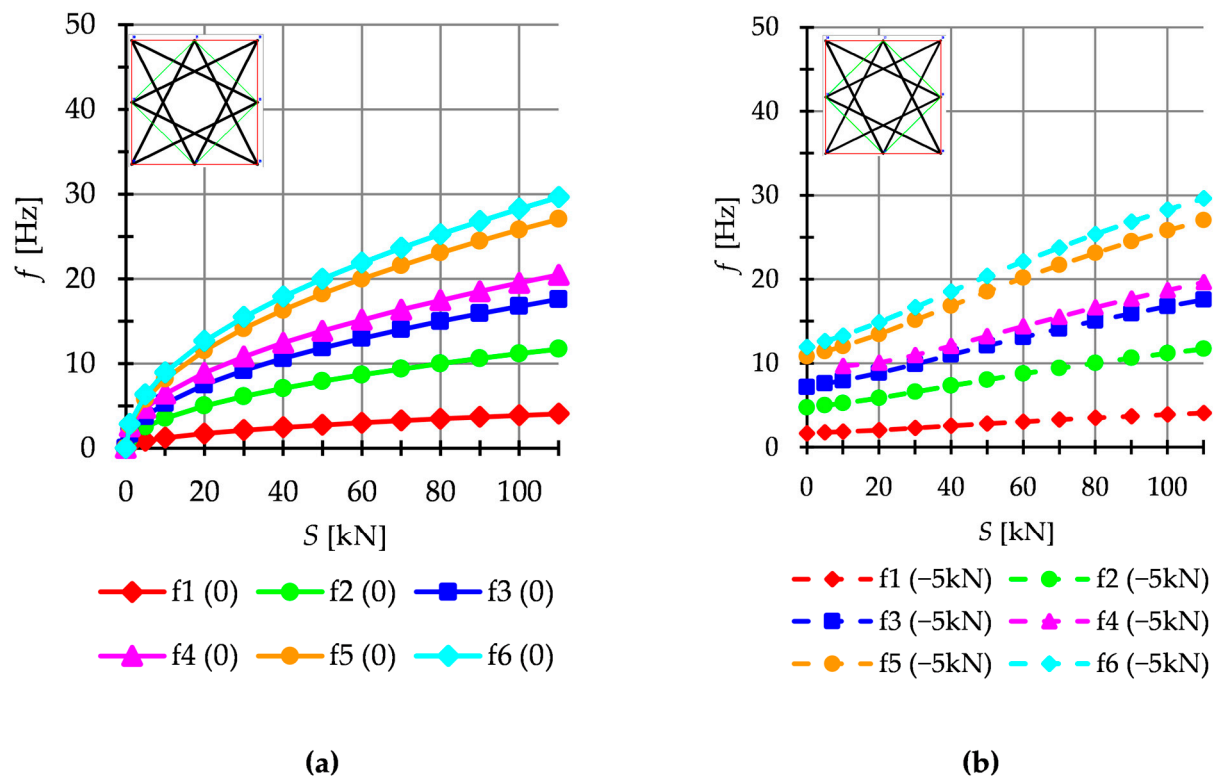 50
40
30
20
10
0
f [Hz]
0 20 40 60 80 100
S [kN]
f1 (0) f2 (0) f3 (0)
f4 (0) f5 (0) f6 (0)
(a)
50
40
30
20
10
0
f [Hz]
0 20 40 60 80 100
S [kN]
f1 (−5kN) f2 (−5kN)
f3 (−5kN) f4 (−5kN)
f5 (−5kN) f6 (−5kN)
(b)